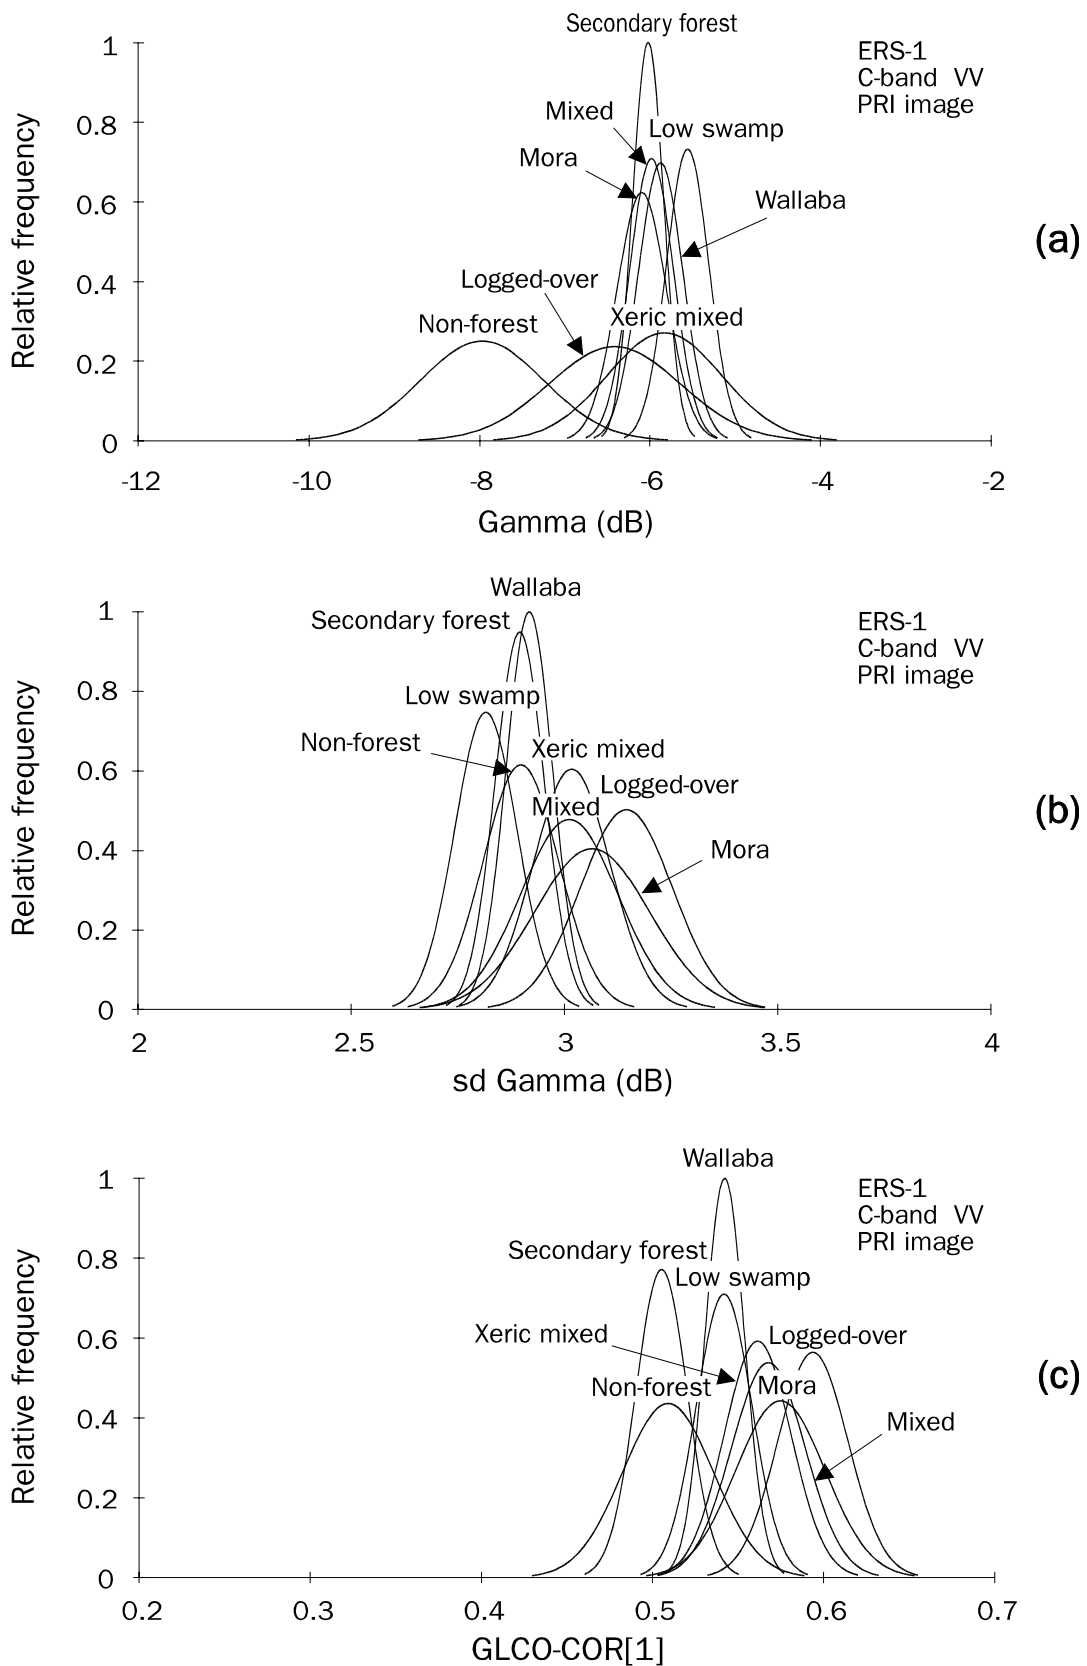 Secondary forest
ERS-1
C-band VV
PRI image
Mixed
Low swamp
Mora
Wallaba
Logged-over
Non-forest
Xeric mixed
Relative frequency
1
0.8
0.6
0.4
0.2
0
-12 -10 -8 -6 -4 -2
Gamma (dB)
(a)
Wallaba
Secondary forest
ERS-1
C-band VV
PRI image
Low swamp
Non-forest
Xeric mixed
Logged-over
Mixed
Mora
Relative frequency
1
0.8
0.6
0.4
0.2
0
2 2.5 3 3.5 4
sd Gamma (dB)
(b)
Wallaba
ERS-1
C-band VV
PRI image
Secondary forest
Low swamp
Xeric mixed
Logged-over
Non-forest
Mora
Mixed
Relative frequency
1
0.8
0.6
0.4
0.2
0
0.2 0.3 0.4 0.5 0.6 0.7
GLCO-COR[1]
(c)